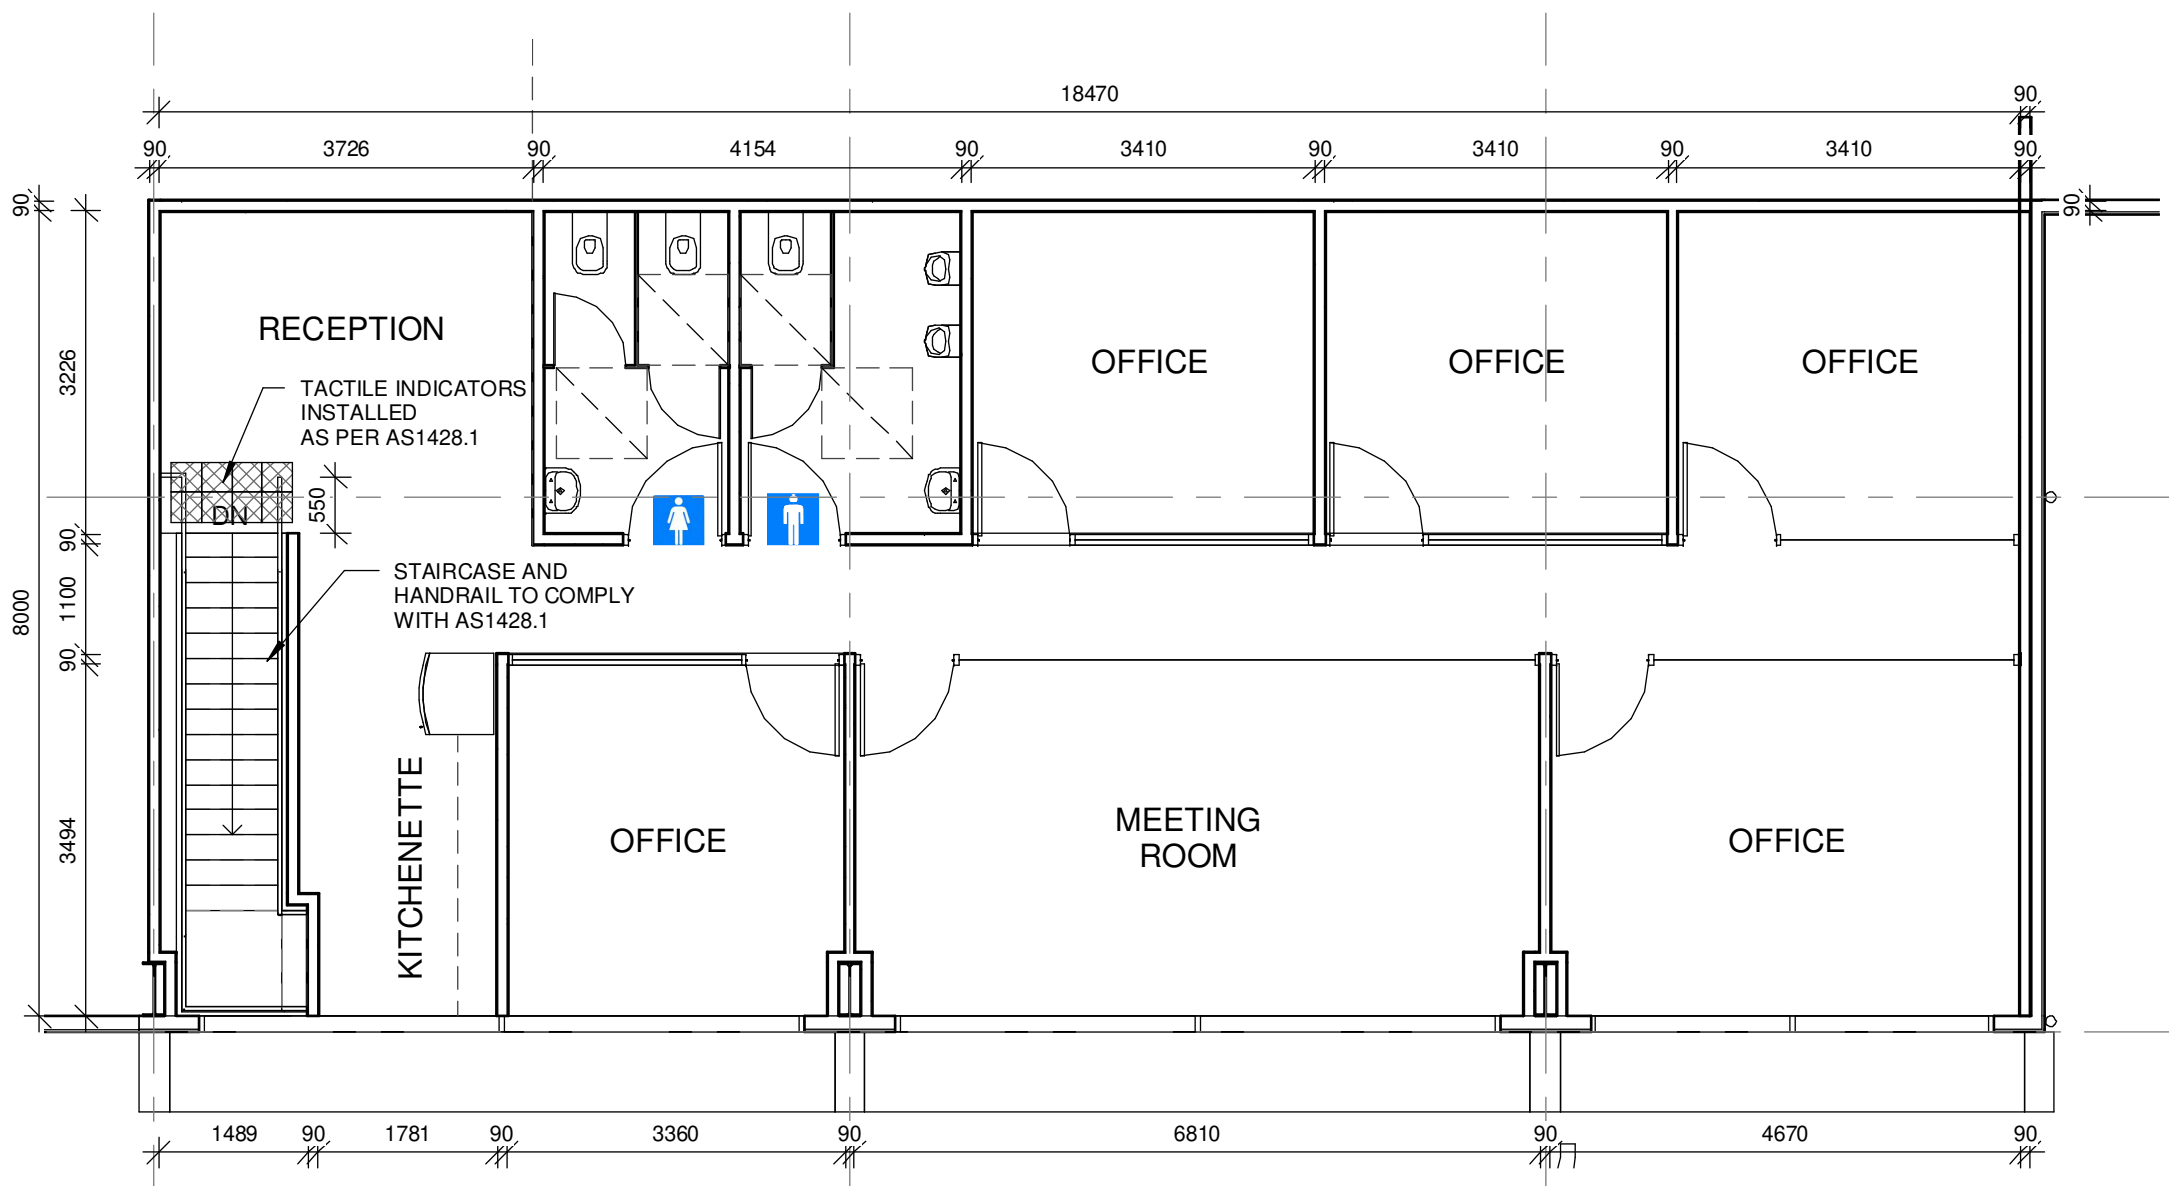 18470 90
90 3726 90 4154 90 3410 90 3410 90 3410 90
90
90
RECEPTION
3226
OFFICE
OFFICE
OFFICE
TACTILE INDICATORS
INSTALLED
AS PER AS1428.1
550
DN
90
STAIRCASE AND
HANDRAIL TO COMPLY
WITH AS1428.1
8000
1100
90
KITCHENETTE
3494
OFFICE
MEETING
ROOM
OFFICE
1489 90 1781 90 3360 90 6810 90 4670 90